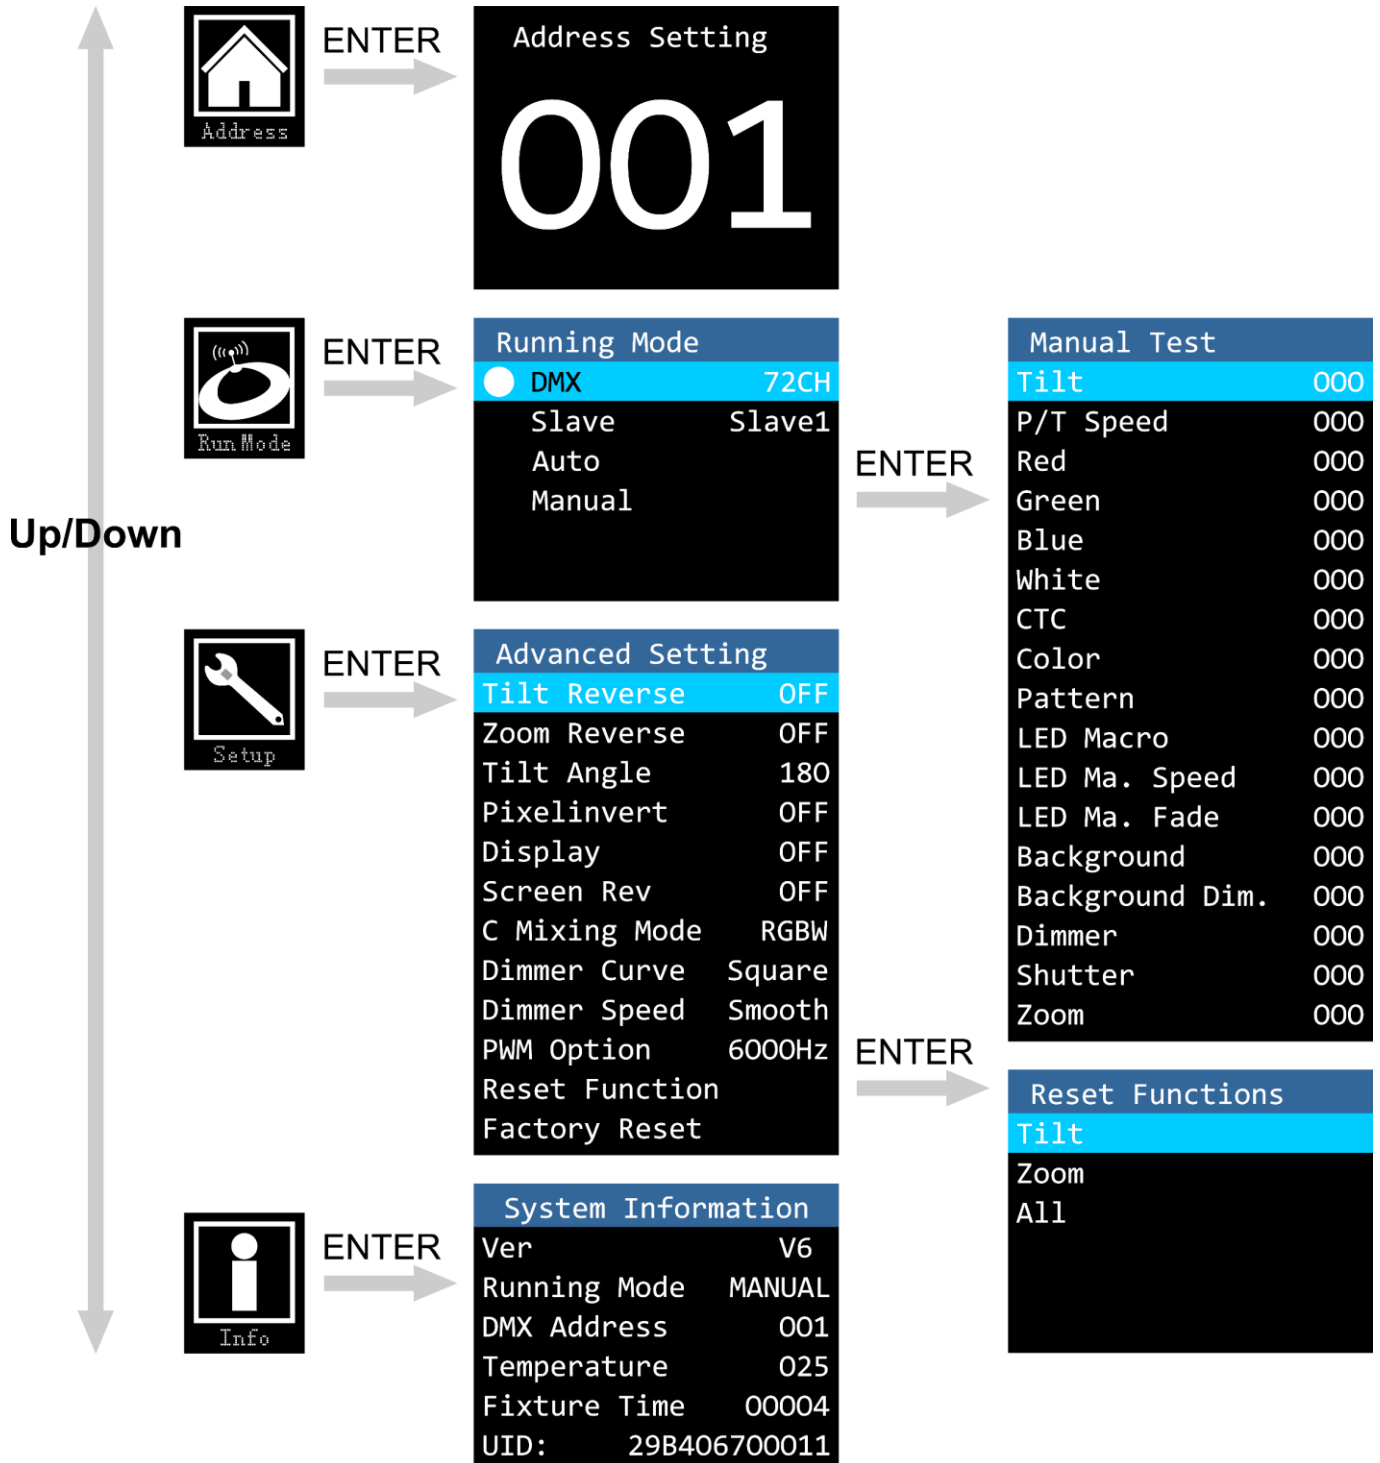 Up/Down
Address
ENTER
Address Setting
001
Run Mode
ENTER
Running Mode
DMX 72CH
Slave Slave1
Auto
Manual
ENTER
Manual Test
Tilt 000
P/T Speed 000
Red 000
Green 000
Blue 000
White 000
CTC 000
Color 000
Pattern 000
LED Macro 000
LED Ma. Speed 000
LED Ma. Fade 000
Background 000
Background Dim. 000
Dimmer 000
Shutter 000
Zoom 000
Setup
ENTER
Advanced Setting
Tilt Reverse OFF
Zoom Reverse OFF
Tilt Angle 180
Pixelinvert OFF
Display OFF
Screen Rev OFF
C Mixing Mode RGBW
Dimmer Curve Square
Dimmer Speed Smooth
PWM Option 6000Hz
Reset Function
Factory Reset
ENTER
Reset Functions
Tilt
Zoom
All
Info
ENTER
System Information
Ver V6
Running Mode MANUAL
DMX Address 001
Temperature 025
Fixture Time 00004
UID: 29B406700011